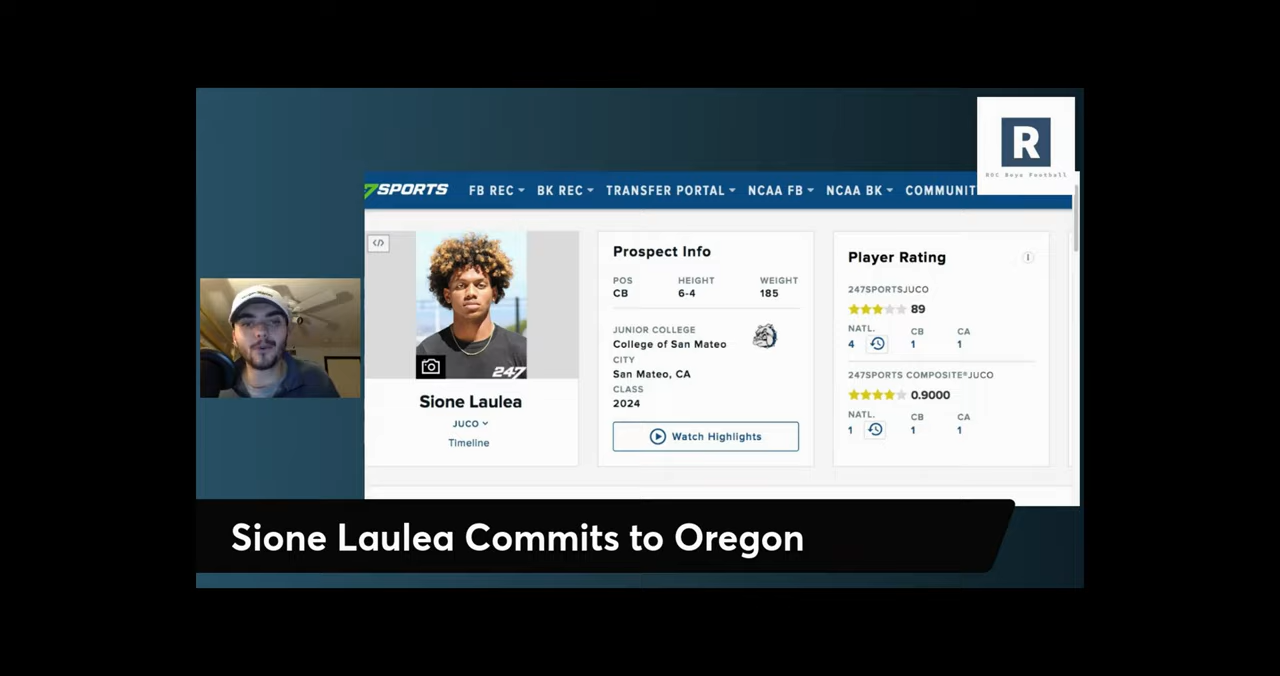 R
ROC Boys Football
7SPORTS FB REC BK REC TRANSFER PORTAL NCAA FB NCAA BK COMMUNIT
</>
247
Sione Laulea
JUCO
Timeline
Prospect Info
POS HEIGHT WEIGHT
CB 6-4 185
JUNIOR COLLEGE
College of San Mateo
CITY
San Mateo, CA
CLASS
2024
Watch Highlights
Player Rating
i
247SPORTSJUCO
89
NATL. CB CA
4 1 1
247SPORTS COMPOSITE®JUCO
0.9000
NATL. CB CA
1 1 1
Sione Laulea Commits to Oregon